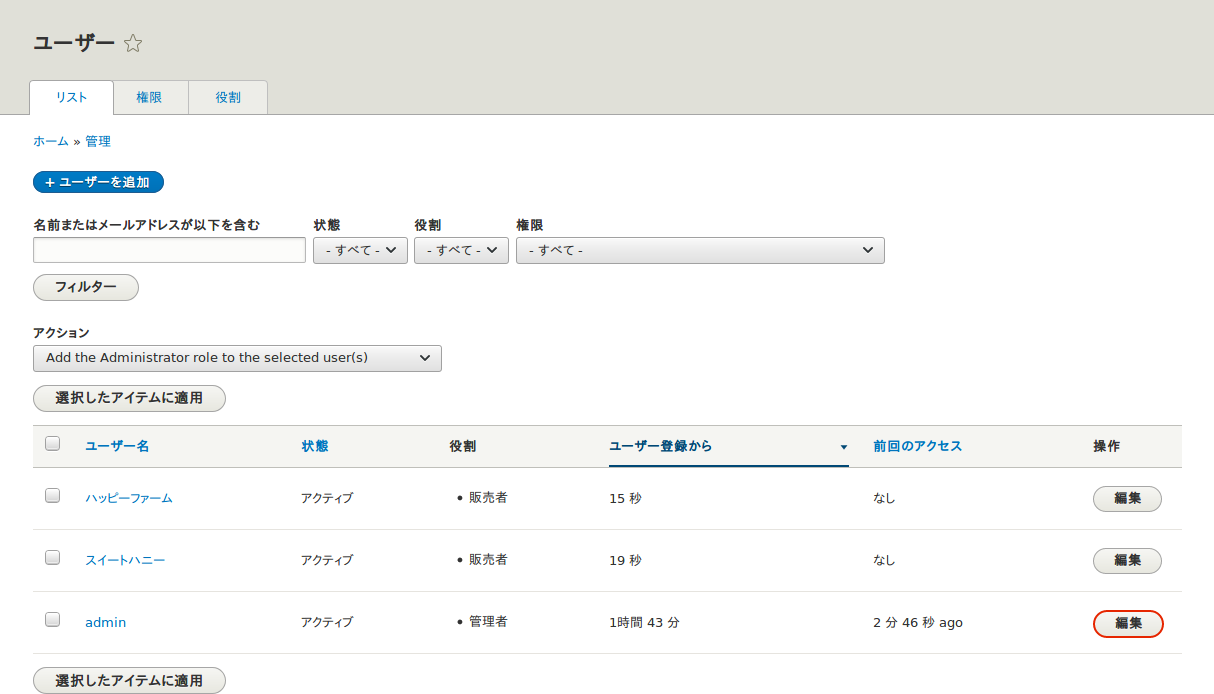 ユーザー
リスト 権限 役割
ホーム » 管理
+ ユーザーを追加
名前またはメールアドレスが以下を含む 状態 役割 権限
- すべて - - すべて - - すべて -
フィルター
アクション
Add the Administrator role to the selected user(s)
選択したアイテムに適用
ユーザー名 状態 役割 ユーザー登録から 前回のアクセス 操作
ハッピーファーム アクティブ • 販売者 15 秒 なし 編集
スイートハニー アクティブ • 販売者 19 秒 なし 編集
admin アクティブ • 管理者 1時間 43 分 2 分 46 秒 ago 編集
選択したアイテムに適用